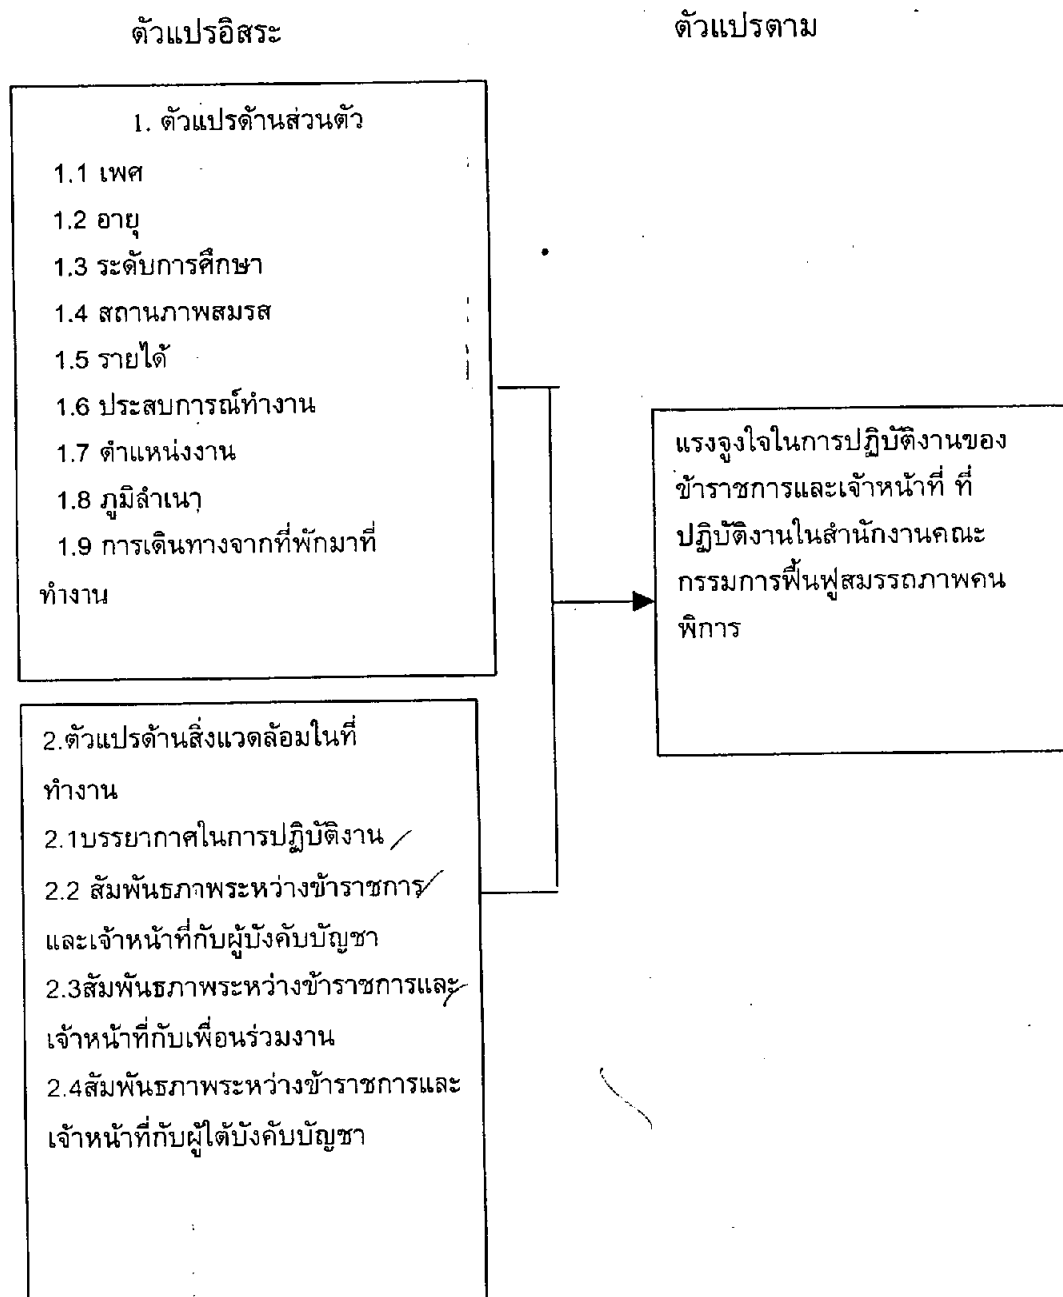 ตัวแปรอิสระ
ตัวแปรตาม
1. ตัวแปรด้านส่วนตัว
1.1 เพศ
1.2 อายุ
1.3 ระดับการศึกษา
1.4 สถานภาพสมรส
1.5 รายได้
1.6 ประสบการณ์ทำงาน
1.7 ตำแหน่งงาน
1.8 ภูมิลำเนา
1.9 การเดินทางจากที่พักมาที่
ทำงาน
2.ตัวแปรด้านสิ่งแวดล้อมในที่
ทำงาน
2.1บรรยากาศในการปฏิบัติงาน
2.2 สัมพันธภาพระหว่างข้าราชการ
และเจ้าหน้าที่กับผู้บังคับบัญชา
2.3สัมพันธภาพระหว่างข้าราชการและ
เจ้าหน้าที่กับเพื่อนร่วมงาน
2.4สัมพันธภาพระหว่างข้าราชการและ
เจ้าหน้าที่กับผู้ใต้บังคับบัญชา
แรงจูงใจในการปฏิบัติงานของ
ข้าราชการและเจ้าหน้าที่ ที่
ปฏิบัติงานในสำนักงานคณะ
กรรมการฟื้นฟูสมรรถภาพคน
พิการ